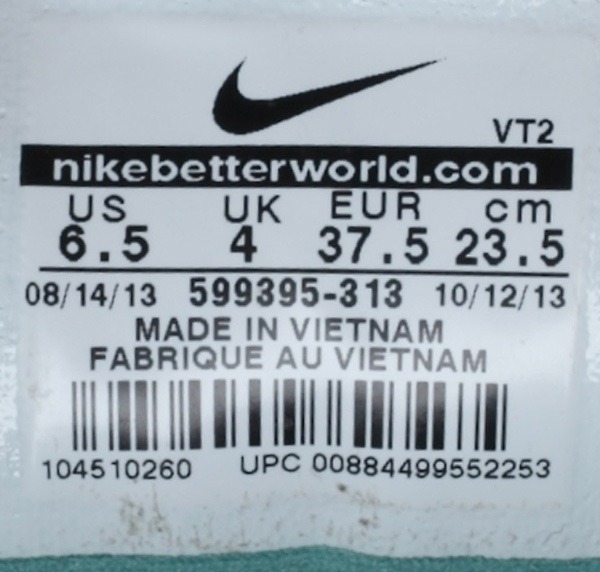 VT2
nikebetterworld.com
US UK EUR cm
6.5 4 37.5 23.5
08/14/13 599395-313 10/12/13
MADE IN VIETNAM
FABRIQUE AU VIETNAM
104510260 UPC 00884499552253